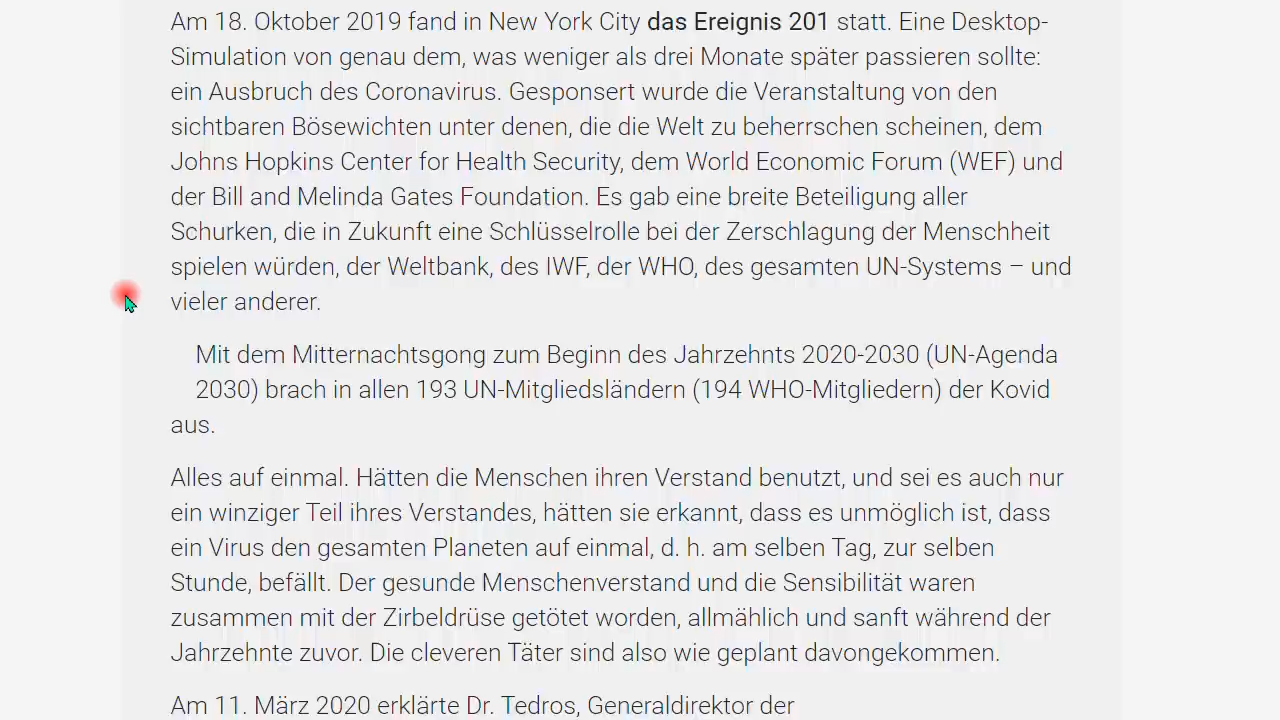 Am 18. Oktober 2019 fand in New York City das Ereignis 201 statt. Eine Desktop-
Simulation von genau dem, was weniger als drei Monate später passieren sollte:
ein Ausbruch des Coronavirus. Gesponsert wurde die Veranstaltung von den
sichtbaren Bösewichten unter denen, die die Welt zu beherrschen scheinen, dem
Johns Hopkins Center for Health Security, dem World Economic Forum (WEF) und
der Bill and Melinda Gates Foundation. Es gab eine breite Beteiligung aller
Schurken, die in Zukunft eine Schlüsselrolle bei der Zerschlagung der Menschheit
spielen würden, der Weltbank, des IWF, der WHO, des gesamten UN-Systems – und
vieler anderer.
Mit dem Mitternachtsgong zum Beginn des Jahrzehnts 2020-2030 (UN-Agenda
2030) brach in allen 193 UN-Mitgliedsländern (194 WHO-Mitgliedern) der Kovid
aus.
Alles auf einmal. Hätten die Menschen ihren Verstand benutzt, und sei es auch nur
ein winziger Teil ihres Verstandes, hätten sie erkannt, dass es unmöglich ist, dass
ein Virus den gesamten Planeten auf einmal, d. h. am selben Tag, zur selben
Stunde, befällt. Der gesunde Menschenverstand und die Sensibilität waren
zusammen mit der Zirbeldrüse getötet worden, allmählich und sanft während der
Jahrzehnte zuvor. Die cleveren Täter sind also wie geplant davongekommen.
Am 11. März 2020 erklärte Dr. Tedros, Generaldirektor der